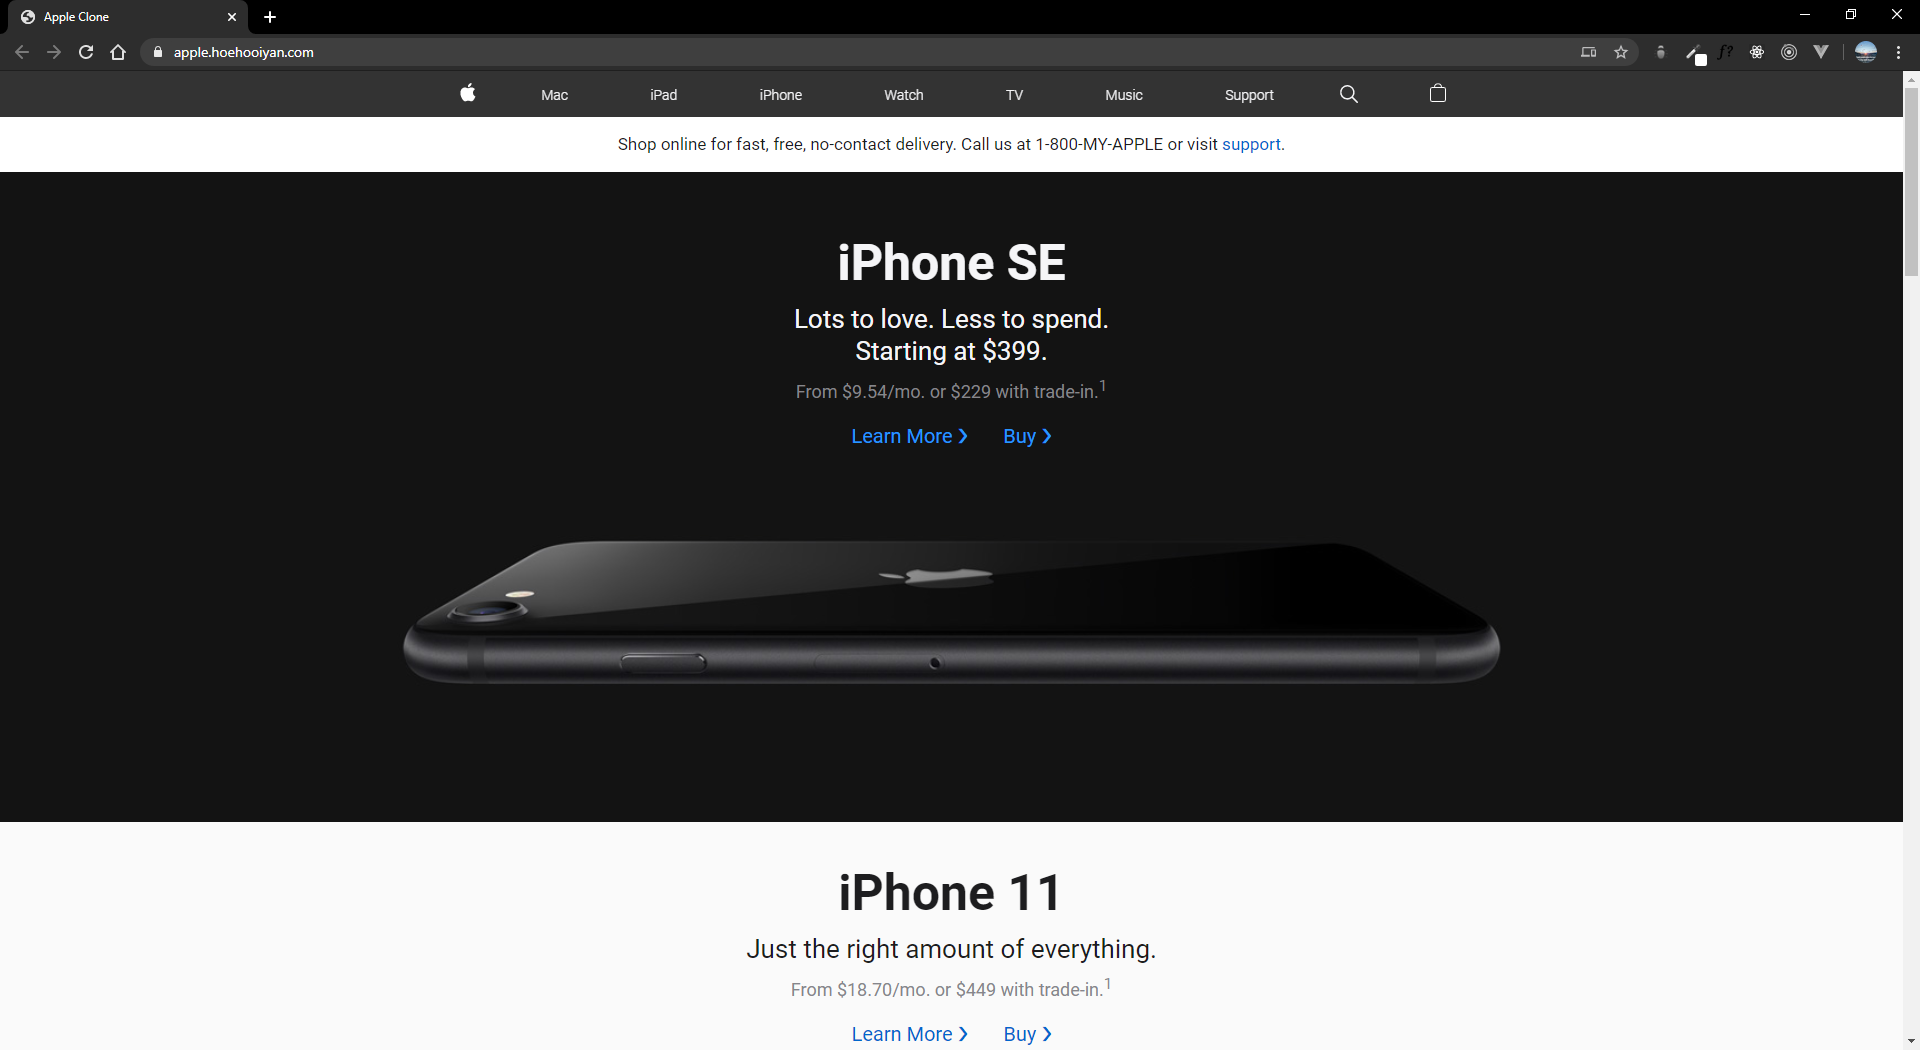 Apple Clone
apple.hoehooiyan.com
f?
Mac iPad iPhone Watch TV Music Support
Shop online for fast, free, no-contact delivery. Call us at 1-800-MY-APPLE or visit support.
iPhone SE
Lots to love. Less to spend.
Starting at $399.
From $9.54/mo. or $229 with trade-in.1
Learn More Buy
iPhone 11
Just the right amount of everything.
From $18.70/mo. or $449 with trade-in.1
Learn More Buy